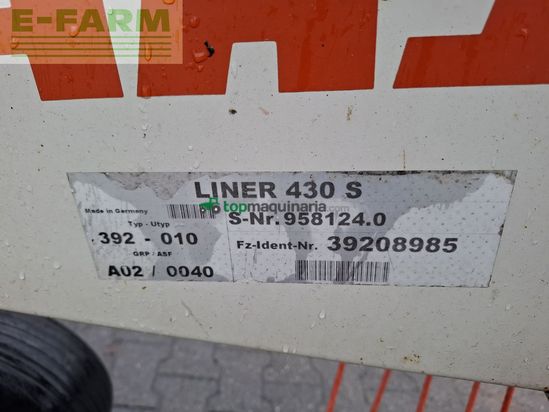 E-FARM
LINER 430 S
Made in Germany
S-Nr. 958124.0
Typ - Utyp
392 - 010
Fz-Ident-Nr. 39208985
GRP / ASF
A02 / 0040
topmaquinaria.com